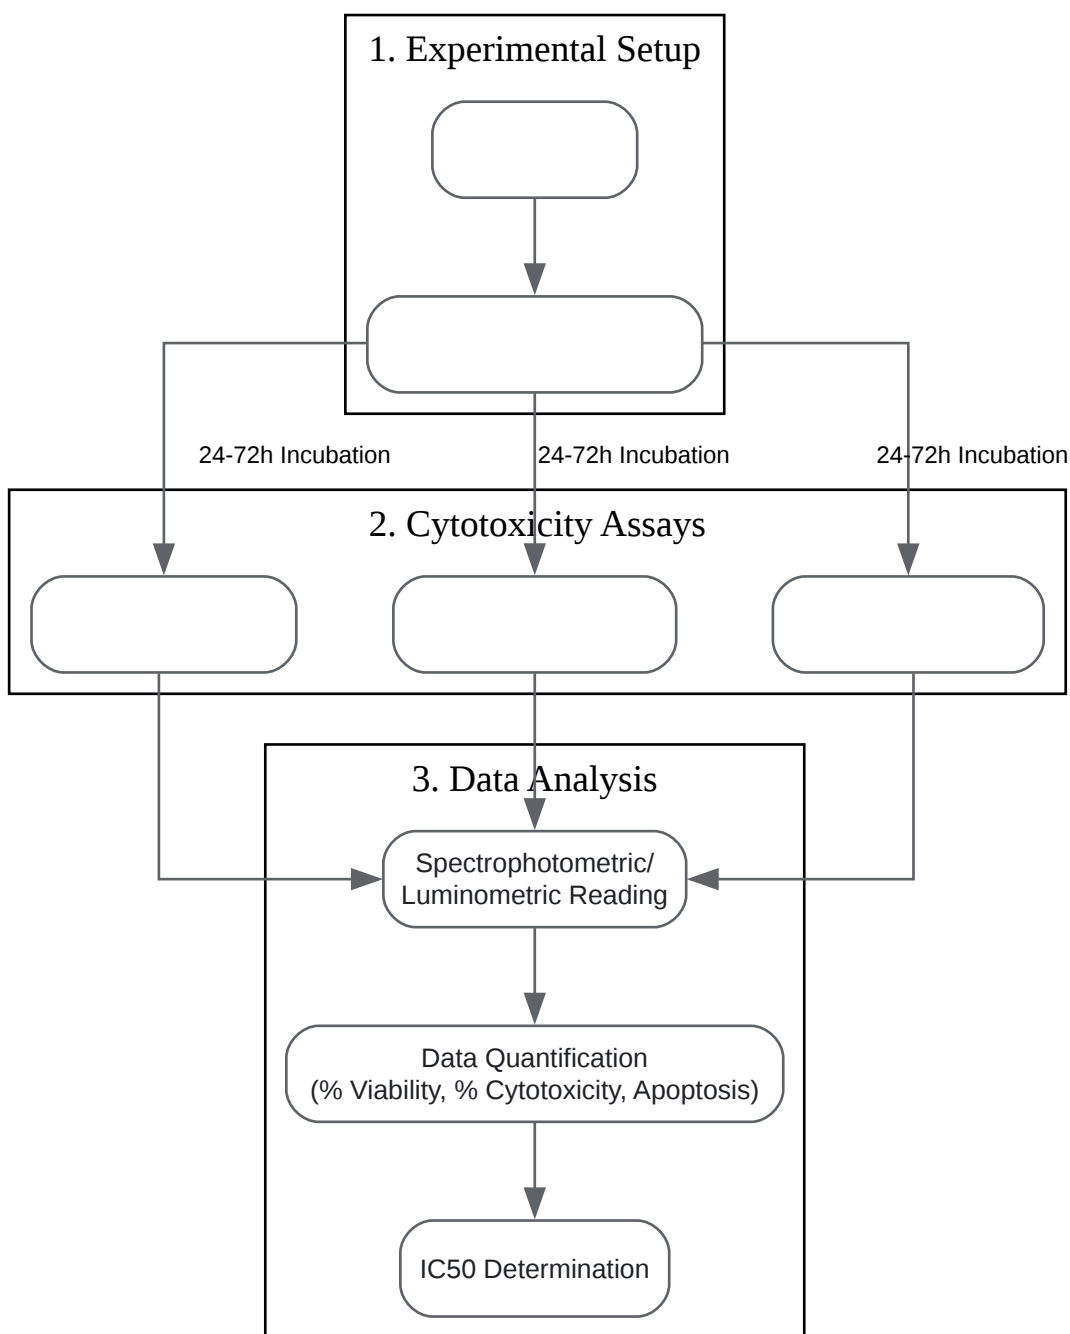 1. Experimental Setup
24-72h Incubation
24-72h Incubation
24-72h Incubation
2. Cytotoxicity Assays
3. Data Analysis
Spectrophotometric/
Luminometric Reading
Data Quantification
(% Viability, % Cytotoxicity, Apoptosis)
IC50 Determination